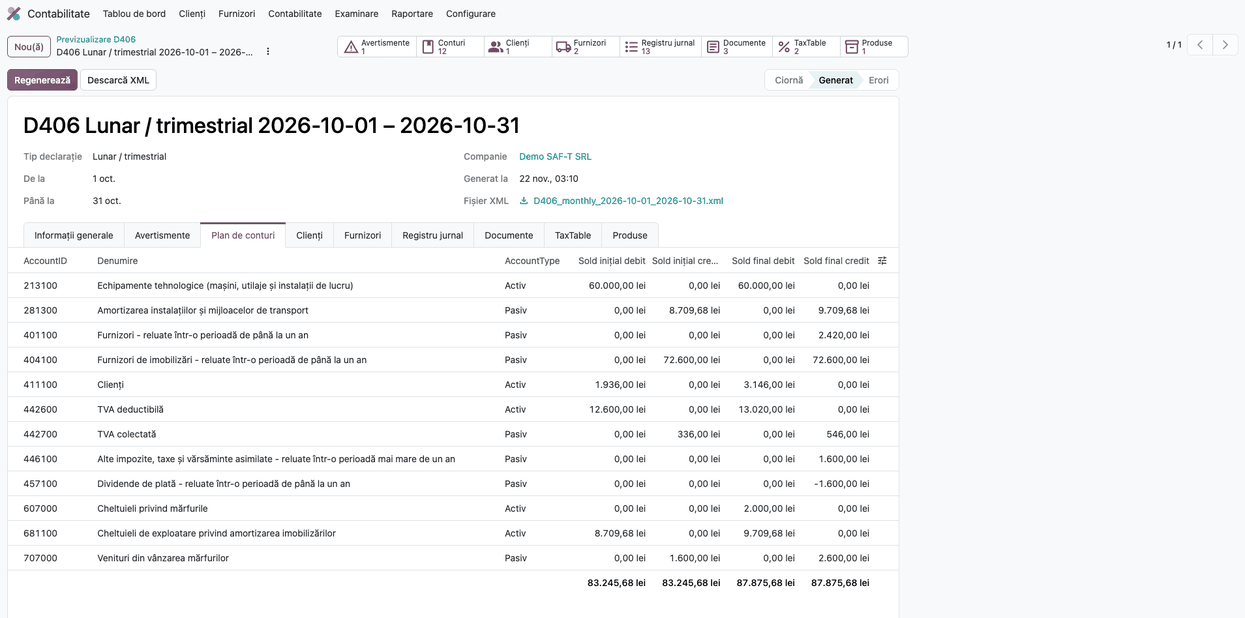 Contabilitate Tablou de bord Clienți Furnizori Contabilitate Examinare Raportare Configurare
Nou(ă)
Previzualizare D406
D406 Lunar / trimestrial 2026-10-01 – 2026-...
Avertismente 1
Conturi 12
Clienți 1
Furnizori 2
Registru jurnal 13
Documente 3
TaxTable 2
Produse 1
1 / 1
Regenerează Descarcă XML
Ciornă Generat Erori
D406 Lunar / trimestrial 2026-10-01 – 2026-10-31
Tip declarație Lunar / trimestrial Companie Demo SAF-T SRL
De la 1 oct. Generat la 22 nov., 03:10
Până la 31 oct. Fișier XML D406_monthly_2026-10-01_2026-10-31.xml
Informații generale Avertismente Plan de conturi Clienți Furnizori Registru jurnal Documente TaxTable Produse
AccountID Denumire AccountType Sold inițial debit Sold inițial cre... Sold final debit Sold final credit
213100 Echipamente tehnologice (mașini, utilaje și instalații de lucru) Activ 60.000,00 lei 0,00 lei 60.000,00 lei 0,00 lei
281300 Amortizarea instalațiilor și mijloacelor de transport Pasiv 0,00 lei 8.709,68 lei 0,00 lei 9.709,68 lei
401100 Furnizori - reluate într-o perioadă de până la un an Pasiv 0,00 lei 0,00 lei 0,00 lei 2.420,00 lei
404100 Furnizori de imobilizări - reluate într-o perioadă de până la un an Pasiv 0,00 lei 72.600,00 lei 0,00 lei 72.600,00 lei
411100 Clienți Activ 1.936,00 lei 0,00 lei 3.146,00 lei 0,00 lei
442600 TVA deductibilă Activ 12.600,00 lei 0,00 lei 13.020,00 lei 0,00 lei
442700 TVA colectată Pasiv 0,00 lei 336,00 lei 0,00 lei 546,00 lei
446100 Alte impozite, taxe și vărsăminte asimilate - reluate într-o perioadă mai mare de un an Pasiv 0,00 lei 0,00 lei 0,00 lei 1.600,00 lei
457100 Dividende de plată - reluate într-o perioadă de până la un an Pasiv 0,00 lei 0,00 lei 0,00 lei -1.600,00 lei
607000 Cheltuieli privind mărfurile Activ 0,00 lei 0,00 lei 2.000,00 lei 0,00 lei
681100 Cheltuieli de exploatare privind amortizarea imobilizărilor Activ 8.709,68 lei 0,00 lei 9.709,68 lei 0,00 lei
707000 Venituri din vânzarea mărfurilor Pasiv 0,00 lei 1.600,00 lei 0,00 lei 2.600,00 lei
83.245,68 lei 83.245,68 lei 87.875,68 lei 87.875,68 lei